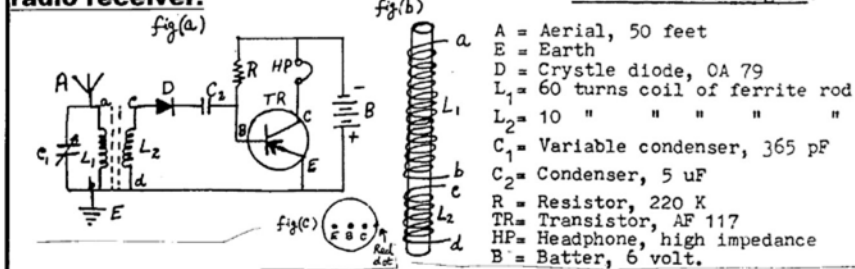 radio receiver.
fig(a)
A
a
c
D
C2
R
HP
TR
C
B
E
B
-
+
C1
L1
L2
d
E
fig(b)
a
L1
b
c
L2
d
fig(c)
E B C
Red
dot
A = Aerial, 50 feet
E = Earth
D = Crystle diode, OA 79
L1= 60 turns coil of ferrite rod
L2= 10 " " " " "
C1= Variable condenser, 365 pF
C2= Condenser, 5 uF
R = Resistor, 220 K
TR= Transistor, AF 117
HP= Headphone, high impedance
B = Batter, 6 volt.